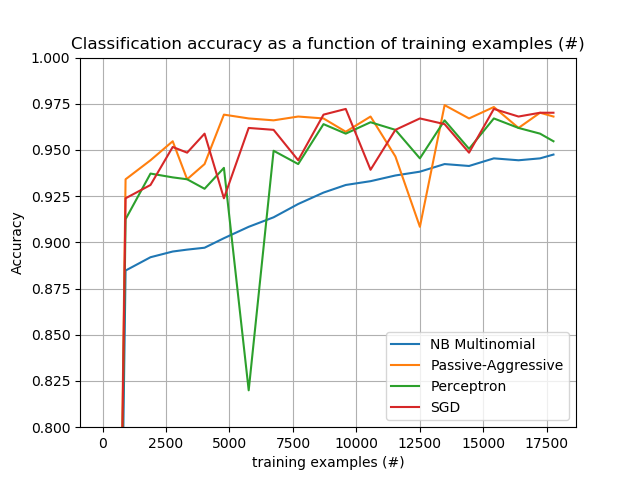 Classification accuracy as a function of training examples (#)
1.000
0.975
0.950
0.925
0.900
0.875
0.850
0.825
0.800
Accuracy
NB Multinomial
Passive-Aggressive
Perceptron
SGD
0 2500 5000 7500 10000 12500 15000 17500
training examples (#)